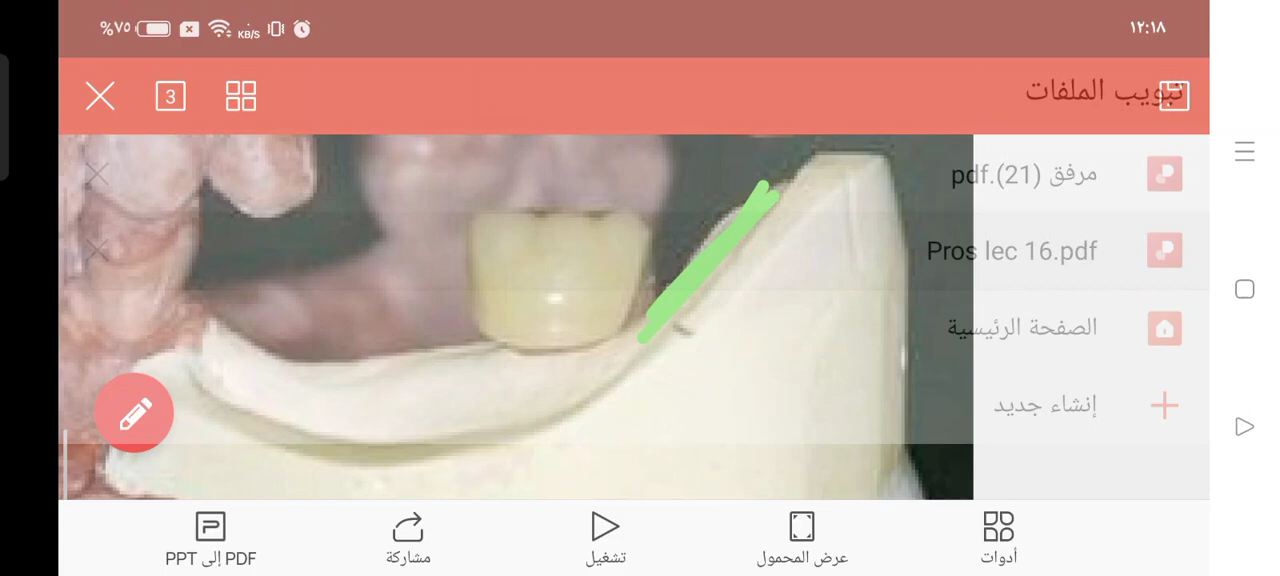 %٧٥
KB/S
١٢:١٨
3
تبويب الملفات
مرفق (21).pdf
Pros lec 16.pdf
الصفحة الرئيسية
إنشاء جديد
أدوات
عرض المحمول
تشغيل
مشاركة
PDF إلى PPT